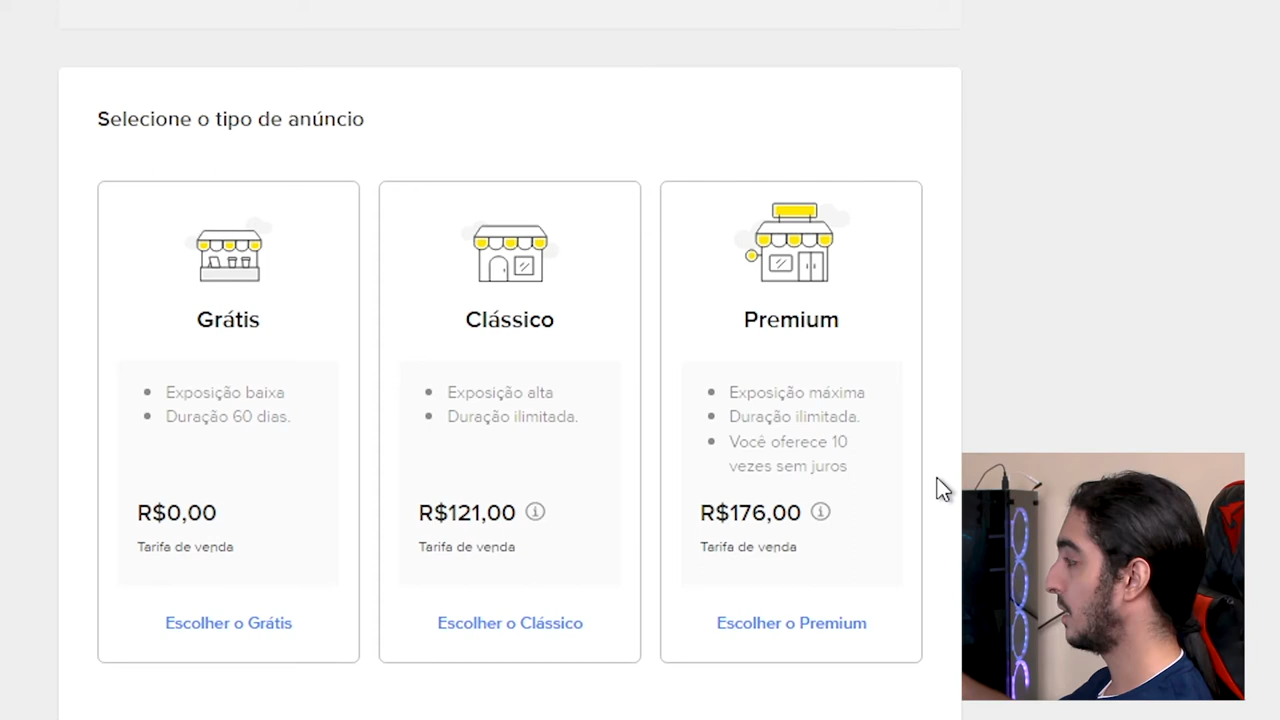 Selecione o tipo de anúncio
Grátis
Exposição baixa
Duração 60 dias.
R$0,00
Tarifa de venda
Escolher o Grátis
Clássico
Exposição alta
Duração ilimitada.
R$121,00
Tarifa de venda
Escolher o Clássico
Premium
Exposição máxima
Duração ilimitada.
Você oferece 10
vezes sem juros
R$176,00
Tarifa de venda
Escolher o Premium